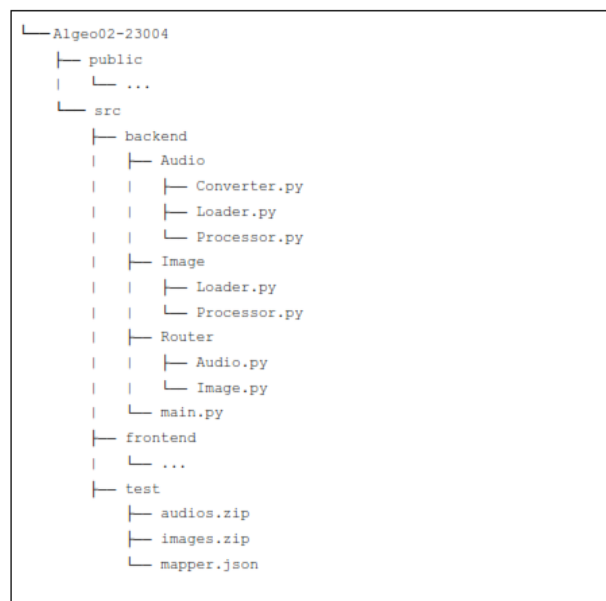 └── Algeo02-23004
    ├── public
    |   └── ...
    └── src
        ├── backend
        |   ├── Audio
        |   |   ├── Converter.py
        |   |   ├── Loader.py
        |   |   └── Processor.py
        |   ├── Image
        |   |   ├── Loader.py
        |   |   └── Processor.py
        |   ├── Router
        |   |   ├── Audio.py
        |   |   └── Image.py
        |   └── main.py
        ├── frontend
        |   └── ...
        ├── test
            ├── audios.zip
            ├── images.zip
            └── mapper.json